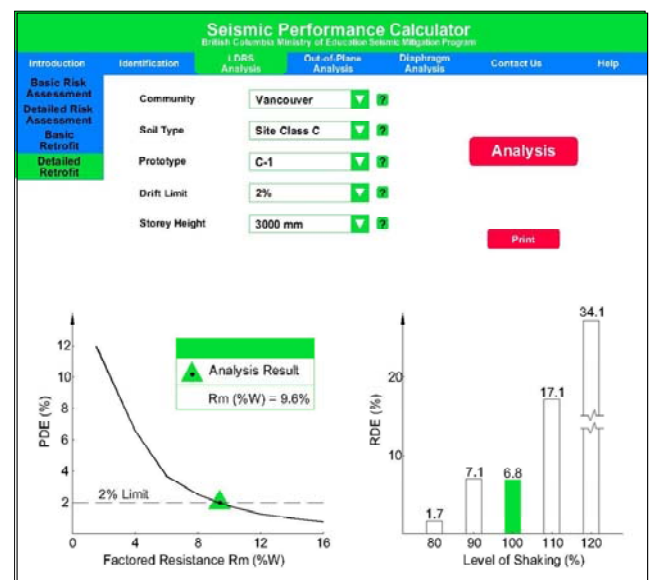 Seismic Performance Calculator
British Columbia Ministry of Education Seismic Mitigation Program
Introduction
Identification
LDRS
Analysis
Out-of-Plane
Analysis
Diaphragm
Analysis
Contact Us
Help
Basic Risk
Assessment
Detailed Risk
Assessment
Basic
Retrofit
Detailed
Retrofit
Community
Vancouver
?
Soil Type
Site Class C
?
Prototype
C-1
?
Drift Limit
2%
?
Storey Height
3000 mm
?
Analysis
Print
PDE (%)
12
10
8
6
4
2
2% Limit
Analysis Result
Rm (%W) = 9.6%
0
4
8
12
16
Factored Resistance Rm (%W)
RDE (%)
20
10
1.7
7.1
6.8
17.1
34.1
80
90
100
110
120
Level of Shaking (%)